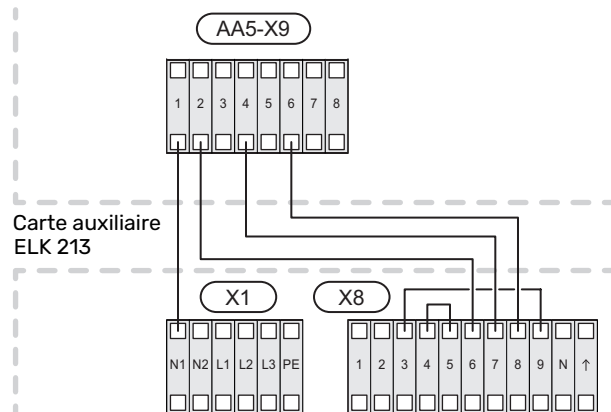 AA5-X9
1 2 3 4 5 6 7 8
Carte auxiliaire
ELK 213
X1 X8
N1 N2 L1 L2 L3 PE 1 2 3 4 5 6 7 8 9 N ↑